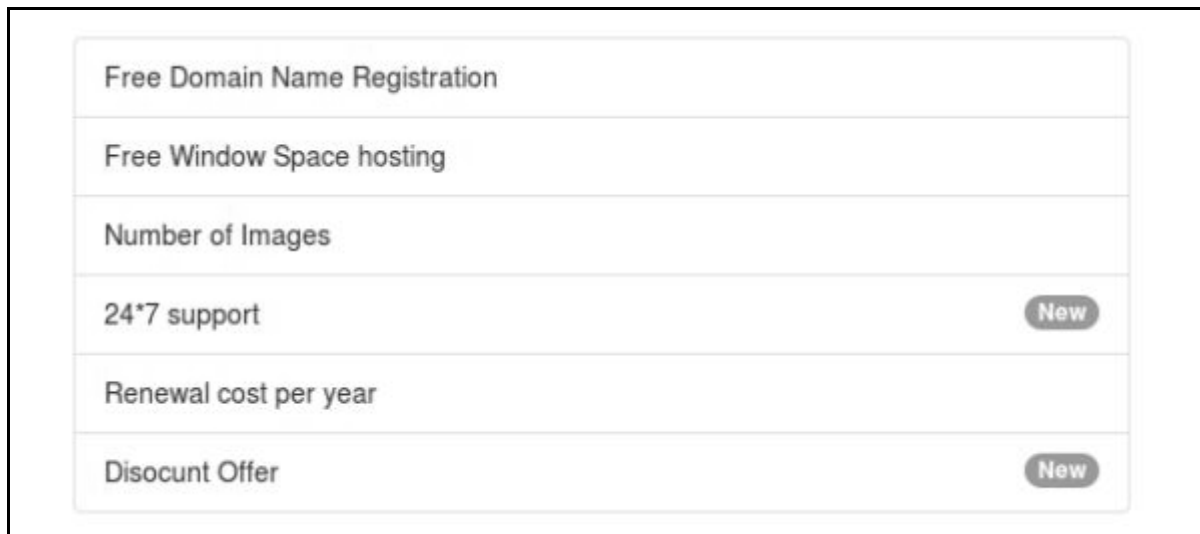 Free Domain Name Registration
Free Window Space hosting
Number of Images
24*7 support New
Renewal cost per year
Disocunt Offer New